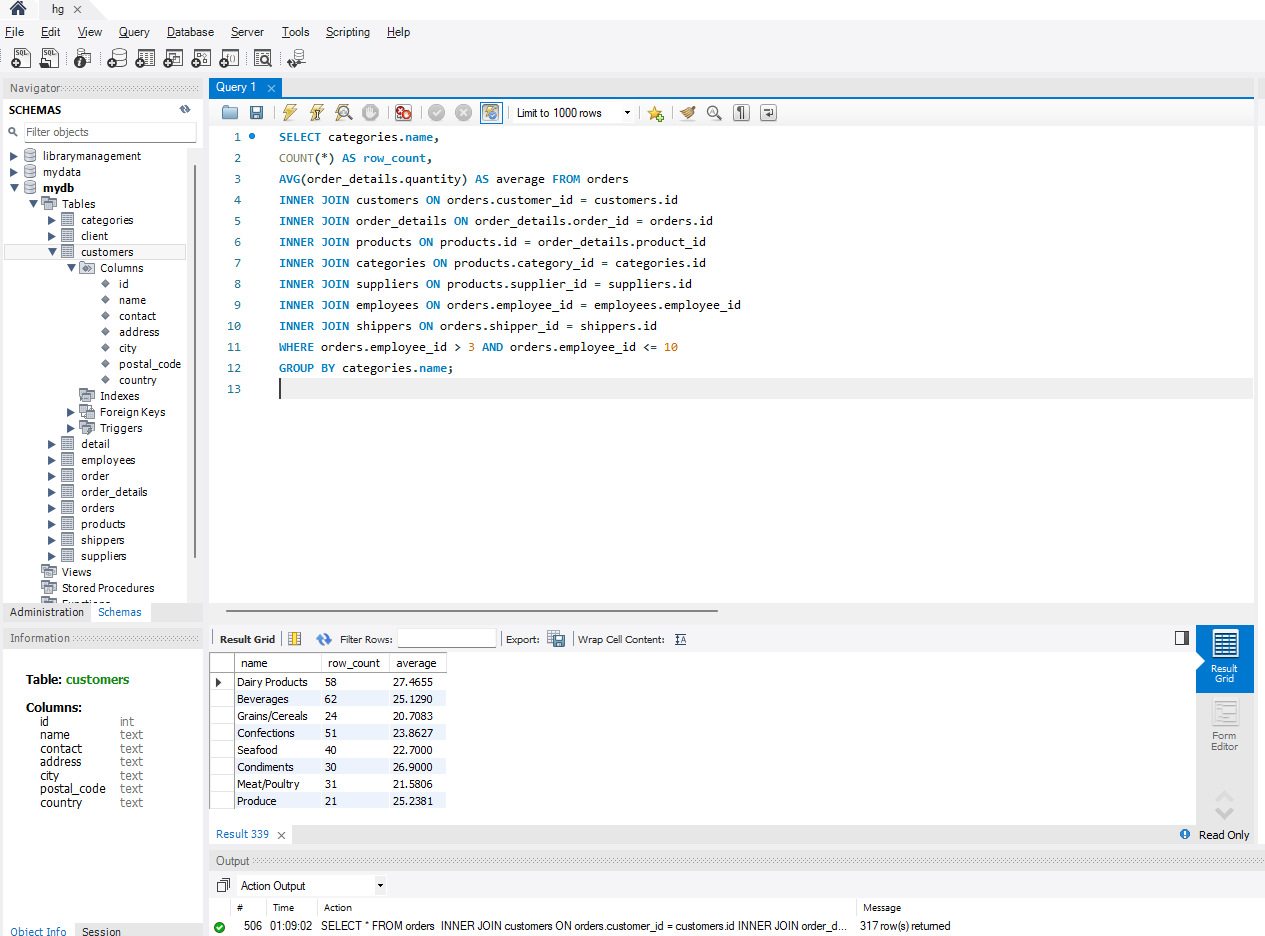 hg
File Edit View Query Database Server Tools Scripting Help
Navigator
SCHEMAS
Filter objects
librarymanagement
mydata
mydb
Tables
categories
client
customers
Columns
id
name
contact
address
city
postal_code
country
Indexes
Foreign Keys
Triggers
detail
employees
order
order_details
orders
products
shippers
suppliers
Views
Stored Procedures
Functions
Administration Schemas
Information
Table: customers
Columns:
id int
name text
contact text
address text
city text
postal_code text
country text
Object Info Session
Query 1
Limit to 1000 rows
1 SELECT categories.name,
2 COUNT(*) AS row_count,
3 AVG(order_details.quantity) AS average FROM orders
4 INNER JOIN customers ON orders.customer_id = customers.id
5 INNER JOIN order_details ON order_details.order_id = orders.id
6 INNER JOIN products ON products.id = order_details.product_id
7 INNER JOIN categories ON products.category_id = categories.id
8 INNER JOIN suppliers ON products.supplier_id = suppliers.id
9 INNER JOIN employees ON orders.employee_id = employees.employee_id
10 INNER JOIN shippers ON orders.shipper_id = shippers.id
11 WHERE orders.employee_id > 3 AND orders.employee_id <= 10
12 GROUP BY categories.name;
13
Result Grid Filter Rows: Export: Wrap Cell Content:
name row_count average
Dairy Products 58 27.4655
Beverages 62 25.1290
Grains/Cereals 24 20.7083
Confections 51 23.8627
Seafood 40 22.7000
Condiments 30 26.9000
Meat/Poultry 31 21.5806
Produce 21 25.2381
Result
Grid
Form
Editor
Result 339
Read Only
Output
Action Output
# Time Action Message
506 01:09:02 SELECT * FROM orders INNER JOIN customers ON orders.customer_id = customers.id INNER JOIN order_d... 317 row(s) returned